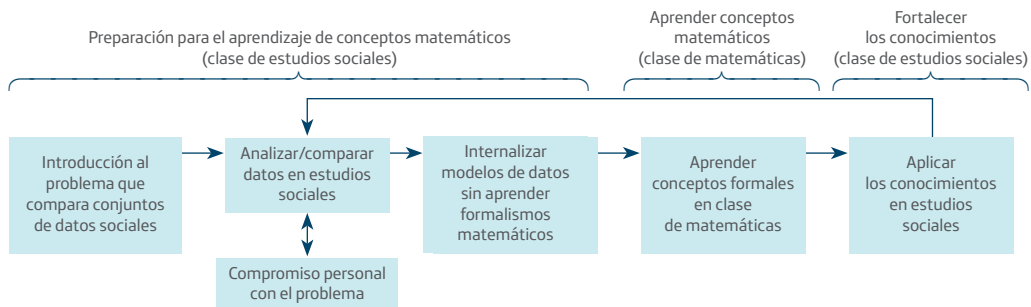 Preparación para el aprendizaje de conceptos matemáticos
(clase de estudios sociales)
Aprender conceptos
matemáticos
(clase de matemáticas)
Fortalecer
los conocimientos
(clase de estudios sociales)
Introducción al
problema que
compara conjuntos
de datos sociales
Analizar/comparar
datos en estudios
sociales
Internalizar
modelos de datos
sin aprender
formalismos
matemáticos
Aprender
conceptos formales
en clase
de matemáticas
Aplicar
los conocimientos
en estudios
sociales
Compromiso personal
con el problema